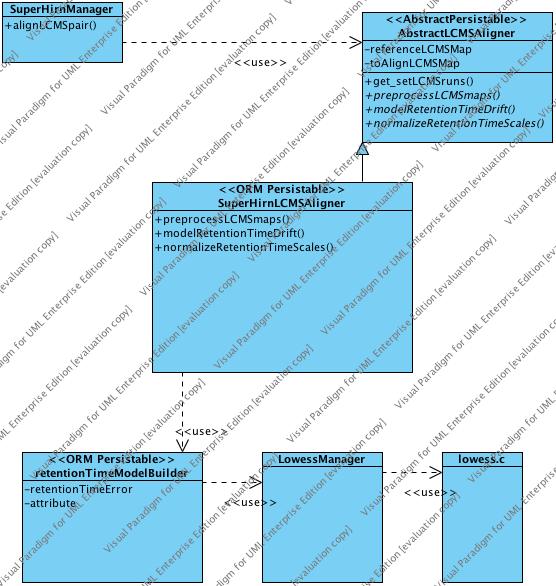 SuperHirnManager
+alignLCMSpair()
<<use>>
<<AbstractPersistable>>
AbstractLCMSAligner
-referenceLCMSMap
-toAlignLCMSMap
+get_setLCMSruns()
+preprocessLCMSmaps()
+modelRetentionTimeDrift()
+normalizeRetentionTimeScales()
<<ORM Persistable>>
SuperHirnLCMSAligner
+preprocessLCMSmaps()
+modelRetentionTimeDrift()
+normalizeRetentionTimeScales()
<<use>>
<<ORM Persistable>>
retentionTimeModelBuilder
-retentionTimeError
-attribute
<<use>>
LowessManager
<<use>>
lowess.c
Visual Paradigm for UML Enterprise Edition [evaluation copy]